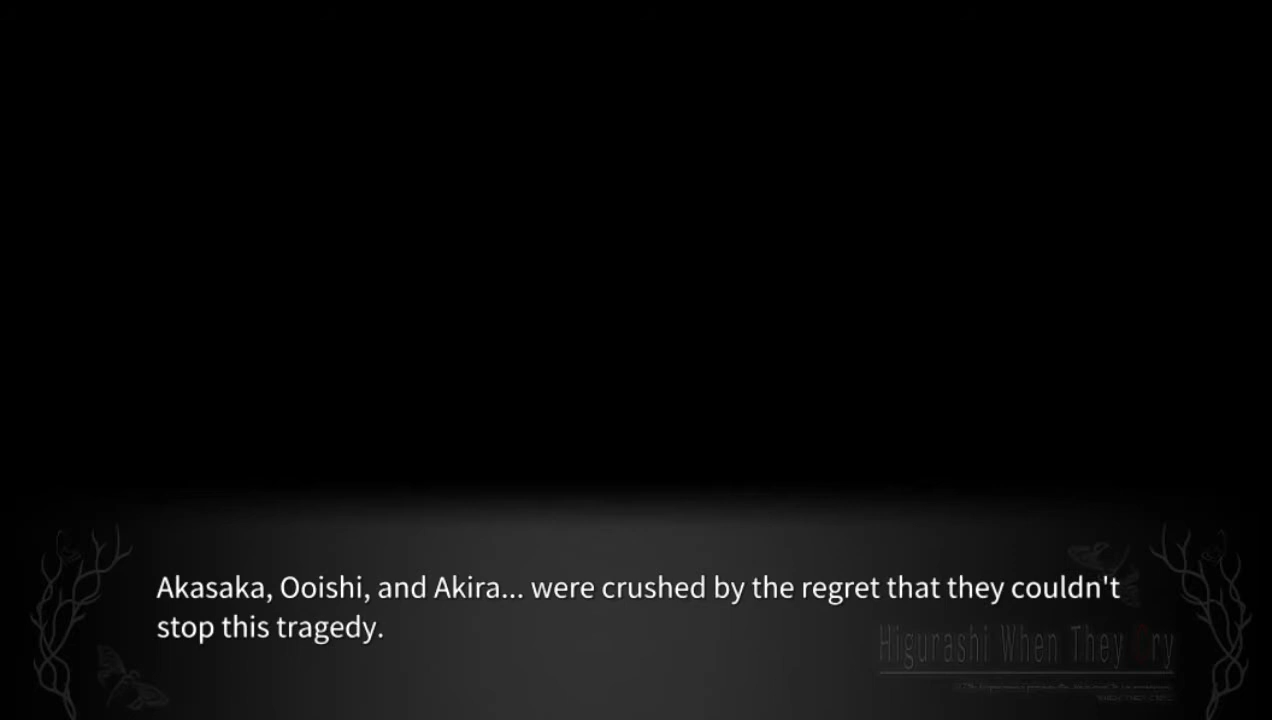 Akasaka, Ooishi, and Akira... were crushed by the regret that they couldn't
stop this tragedy.
Higurashi When They Cry